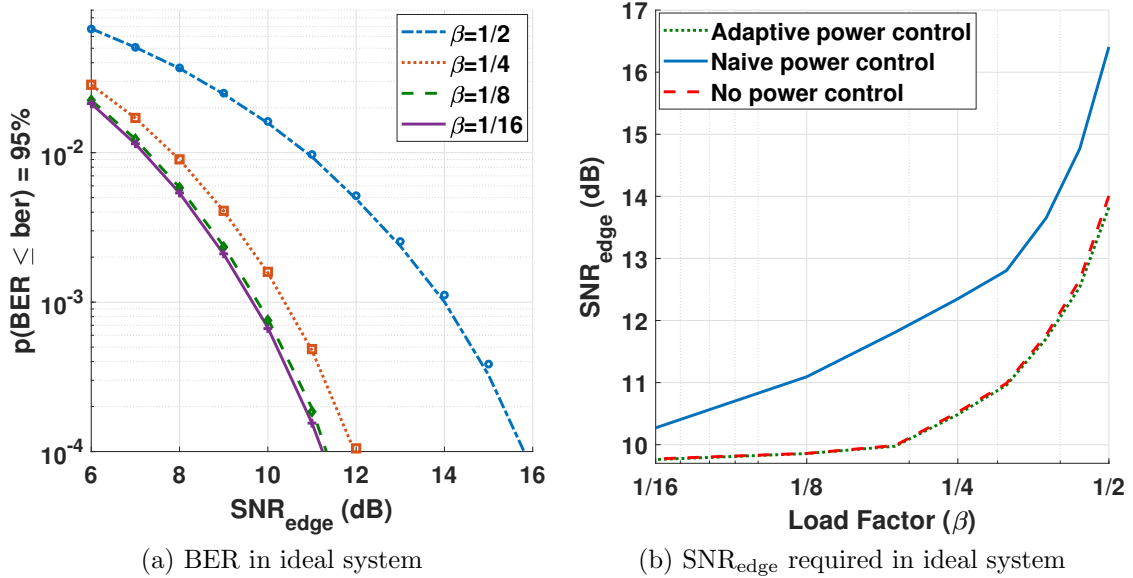 p(BER ≤ ber) = 95%
10^-2
10^-3
10^-4
6 8 10 12 14 16
SNR_edge (dB)
β=1/2
β=1/4
β=1/8
β=1/16
(a) BER in ideal system
SNR_edge (dB)
17
16
15
14
13
12
11
10
1/16 1/8 1/4 1/2
Load Factor (β)
Adaptive power control
Naive power control
No power control
(b) SNR_edge required in ideal system